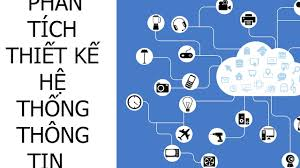 PHÂN
TÍCH
THIẾT KẾ
HỆ
THỐNG
THÔNG
TIN